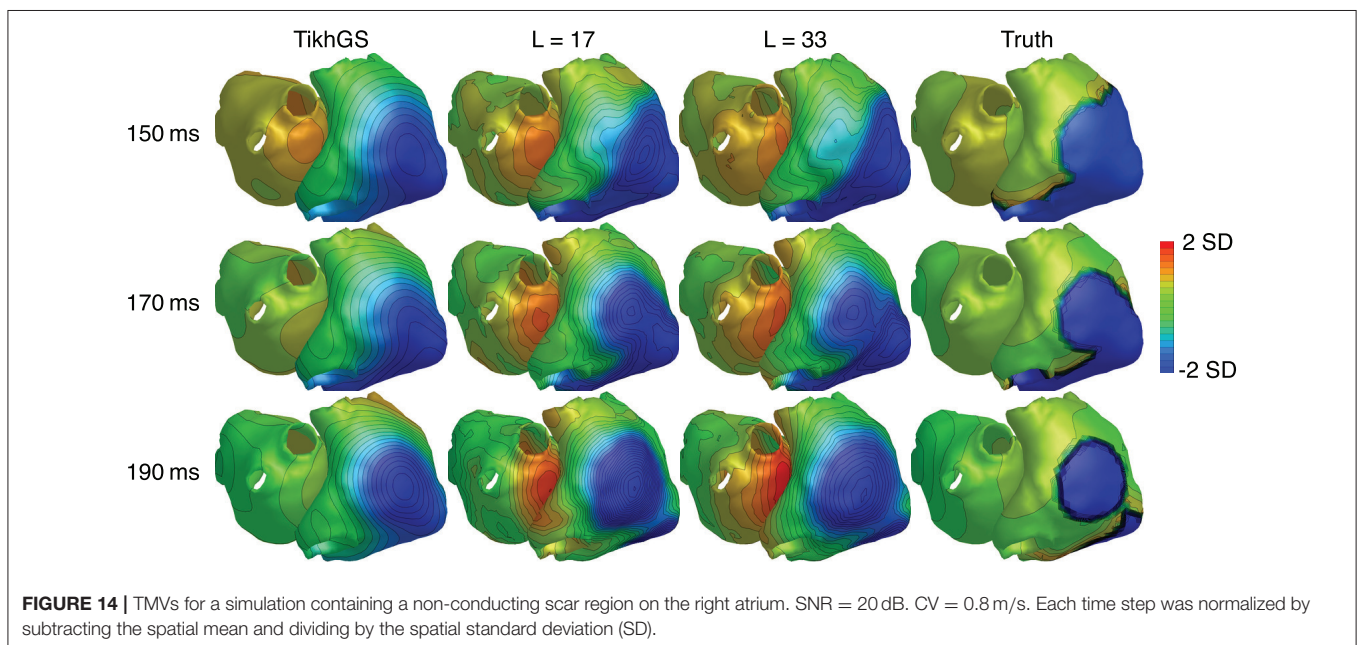 TikhGS L = 17 L = 33 Truth
150 ms
170 ms
2 SD
-2 SD
190 ms
FIGURE 14 | TMVs for a simulation containing a non-conducting scar region on the right atrium. SNR = 20 dB. CV = 0.8 m/s. Each time step was normalized by
subtracting the spatial mean and dividing by the spatial standard deviation (SD).